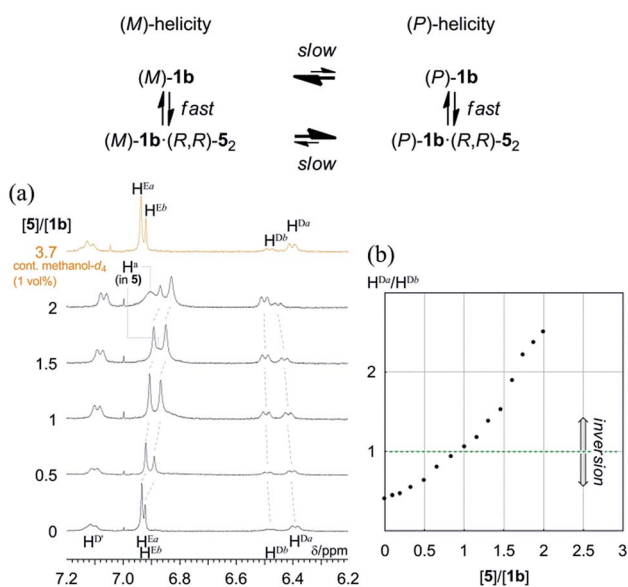 (M)-helicity (P)-helicity
slow
(M)-1b (P)-1b
fast fast
(M)-1b·(R,R)-5₂ (P)-1b·(R,R)-5₂
slow
(a)
[5]/[1b]
Hᴱᵃ
Hᴱᵇ
Hᴰᵇ
Hᴰᵃ
3.7
cont. methanol-d₄
(1 vol%)
Hᵃ
(in 5)
2
1.5
1
0.5
0
Hᴰ' Hᴱᵃ Hᴰᵇ Hᴰᵃ δ/ppm
Hᴱᵇ
7.2 7.0 6.8 6.6 6.4 6.2
(b)
Hᴰᵃ/Hᴰᵇ
2
1
0
inversion
0 0.5 1 1.5 2 2.5 3
[5]/[1b]